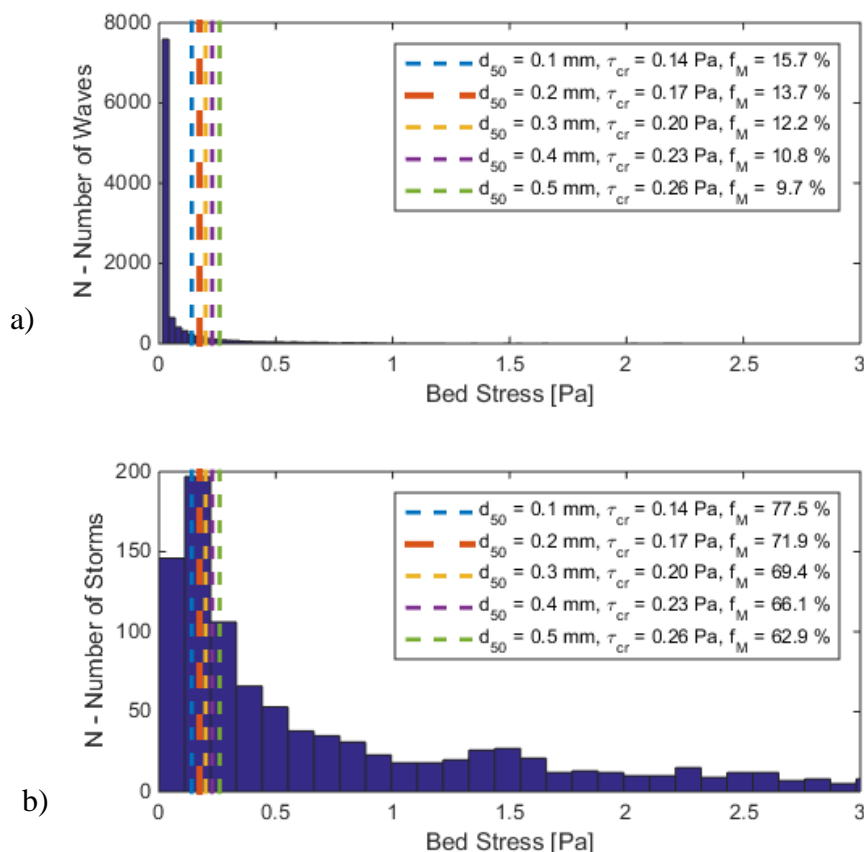 a)
N - Number of Waves
8000
6000
4000
2000
0
d50 = 0.1 mm, τcr = 0.14 Pa, fM = 15.7 %
d50 = 0.2 mm, τcr = 0.17 Pa, fM = 13.7 %
d50 = 0.3 mm, τcr = 0.20 Pa, fM = 12.2 %
d50 = 0.4 mm, τcr = 0.23 Pa, fM = 10.8 %
d50 = 0.5 mm, τcr = 0.26 Pa, fM = 9.7 %
0 0.5 1 1.5 2 2.5 3
Bed Stress [Pa]
b)
N - Number of Storms
200
150
100
50
0
d50 = 0.1 mm, τcr = 0.14 Pa, fM = 77.5 %
d50 = 0.2 mm, τcr = 0.17 Pa, fM = 71.9 %
d50 = 0.3 mm, τcr = 0.20 Pa, fM = 69.4 %
d50 = 0.4 mm, τcr = 0.23 Pa, fM = 66.1 %
d50 = 0.5 mm, τcr = 0.26 Pa, fM = 62.9 %
0 0.5 1 1.5 2 2.5 3
Bed Stress [Pa]